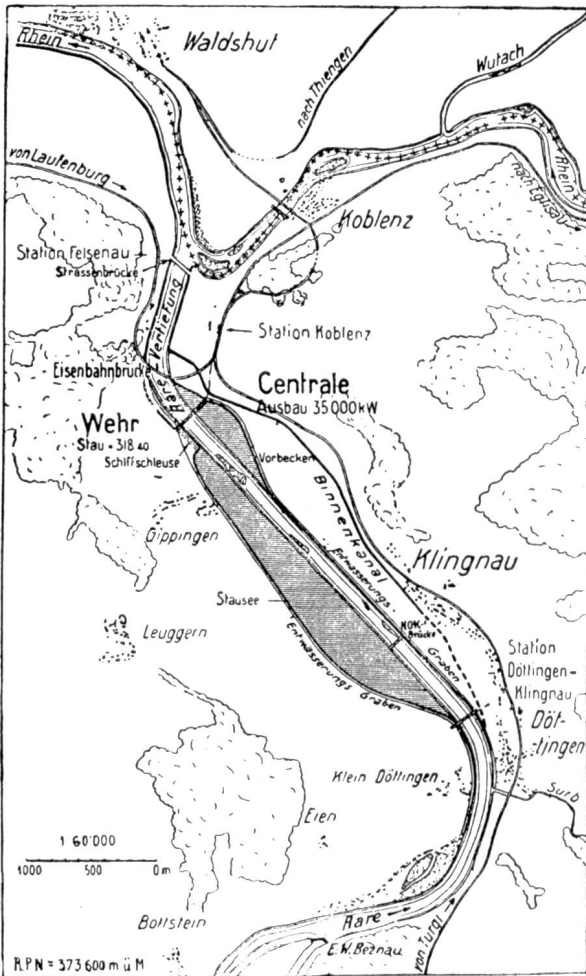 Rhein
Waldshut
nach Thiengen
Wutach
von Laufenburg
Rhein
nach Eglisau
Koblenz
Station Felsenau
Strassenbrücke
Aare Vertiefung
Station Koblenz
Eisenbahnbrücke
Centrale
Ausbau 35000kW
Wehr
Stau = 318 40
Schiffschleuse
Vorbecken
Binnenkanal
Gippingen
Entwässerungs Graben
Klingnau
Stausee
NOK-
Brücke
Leuggern
Entwässerungs Graben
Station
Döttingen-
Klingnau
Döt-
tingen
Klein Döttingen
Surb
Eien
1 60'000
1000 500 0 m
Böttstein
Aare
E.W. Beznau
von Turgi
R.P.N = 373 600 m ü M